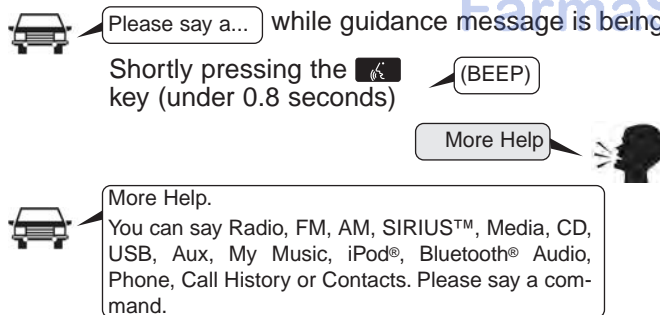 Please say a... while guidance message is being
Shortly pressing the
key (under 0.8 seconds)
(BEEP)
More Help
More Help.
You can say Radio, FM, AM, SIRIUS™, Media, CD,
USB, Aux, My Music, iPod®, Bluetooth® Audio,
Phone, Call History or Contacts. Please say a com-
mand.